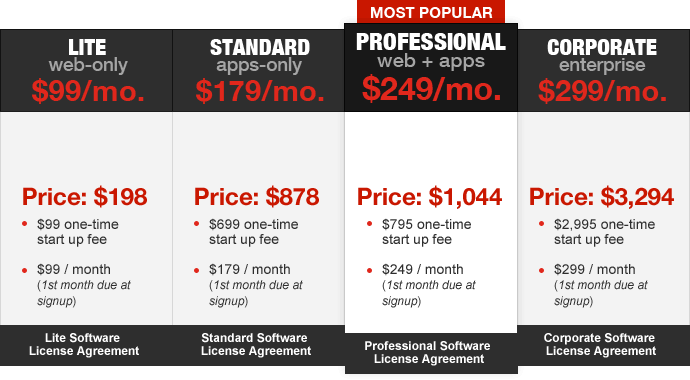 MOST POPULAR
LITE
web-only
$99/mo.
Price: $198
• $99 one-time
start up fee
• $99 / month
(1st month due at
signup)
Lite Software
License Agreement
STANDARD
apps-only
$179/mo.
Price: $878
• $699 one-time
start up fee
• $179 / month
(1st month due at
signup)
Standard Software
License Agreement
PROFESSIONAL
web + apps
$249/mo.
Price: $1,044
• $795 one-time
start up fee
• $249 / month
(1st month due at
signup)
Professional Software
License Agreement
CORPORATE
enterprise
$299/mo.
Price: $3,294
• $2,995 one-time
start up fee
• $299 / month
(1st month due at
signup)
Corporate Software
License Agreement